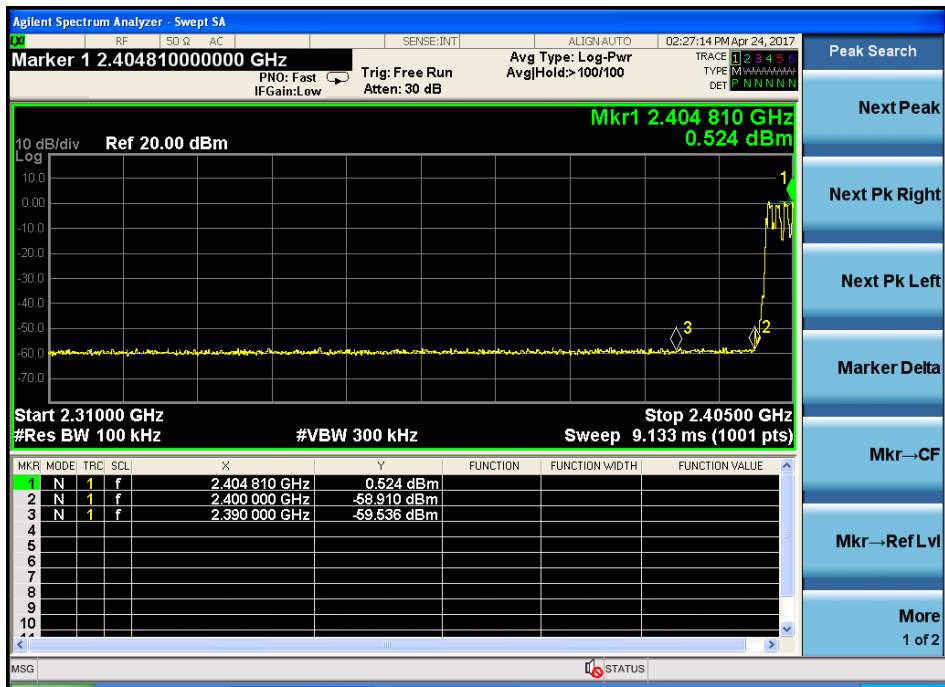 Agilent Spectrum Analyzer - Swept SA
LXI RF 50 Ω AC SENSE:INT ALIGN AUTO 02:27:14 PM Apr 24, 2017
Marker 1 2.404810000000 GHz
PNO: Fast
IFGain:Low
Trig: Free Run
Atten: 30 dB
Avg Type: Log-Pwr
Avg|Hold:>100/100
TRACE 1 2 3 4 5 6
TYPE M W W W W W
DET P N N N N N
Peak Search
Mkr1 2.404 810 GHz
0.524 dBm
10 dB/div Ref 20.00 dBm
Log
10.0
0.00
-10.0
-20.0
-30.0
-40.0
-50.0
-60.0
-70.0
1
3
2
Start 2.31000 GHz Stop 2.40500 GHz
#Res BW 100 kHz #VBW 300 kHz Sweep 9.133 ms (1001 pts)
MKR MODE TRC SCL X Y FUNCTION FUNCTION WIDTH FUNCTION VALUE
1 N 1 f 2.404 810 GHz 0.524 dBm
2 N 1 f 2.400 000 GHz -58.910 dBm
3 N 1 f 2.390 000 GHz -59.536 dBm
4
5
6
7
8
9
10
11
MSG STATUS
Next Peak
Next Pk Right
Next Pk Left
Marker Delta
Mkr→CF
Mkr→Ref Lvl
More
1 of 2